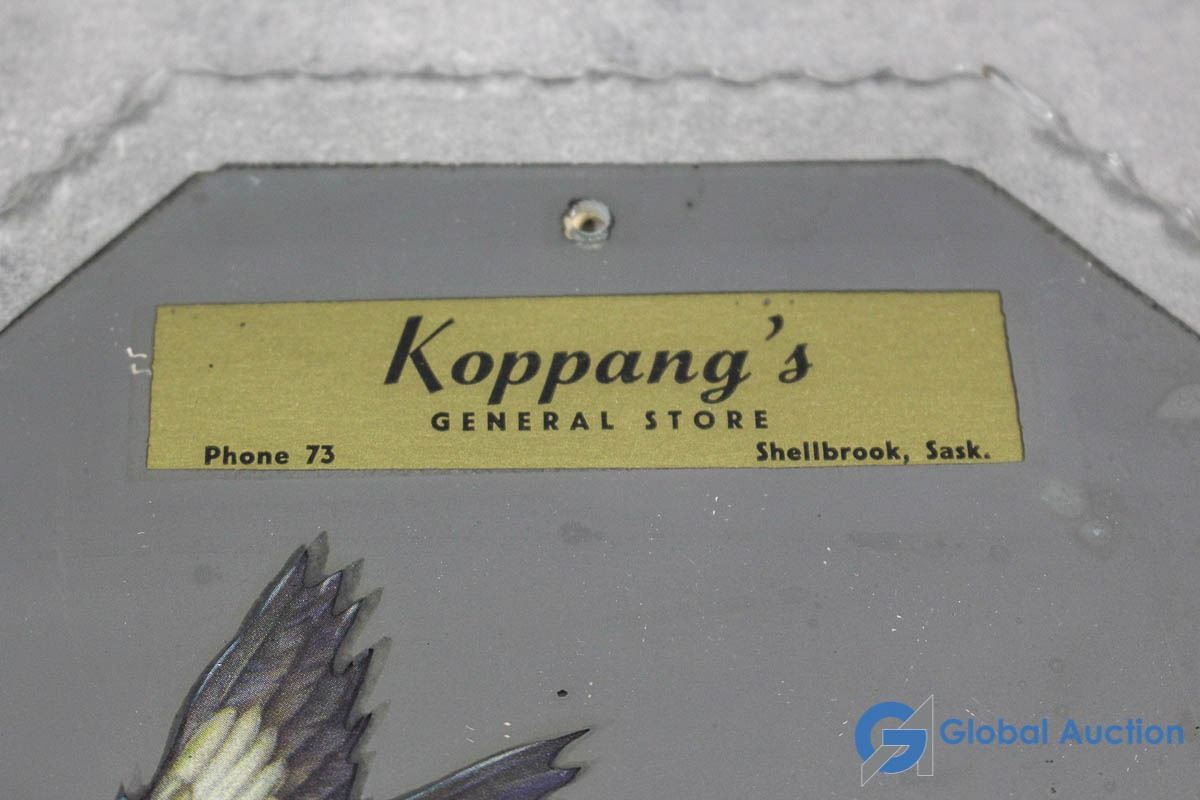 Koppang's
GENERAL STORE
Phone 73 Shellbrook, Sask.
Global Auction